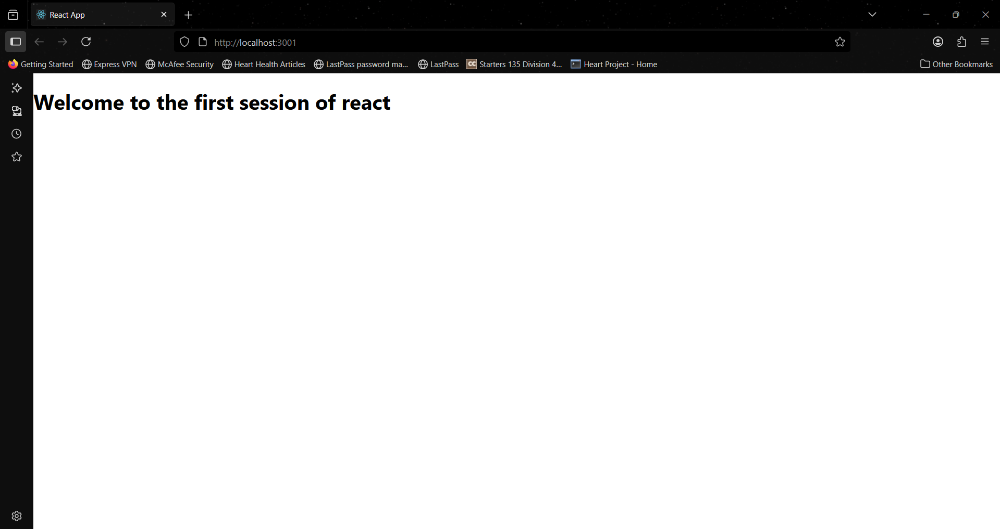 React App
http://localhost:3001
Getting Started Express VPN McAfee Security Heart Health Articles LastPass password ma... LastPass CC Starters 135 Division 4... Heart Project - Home Other Bookmarks
Welcome to the first session of react